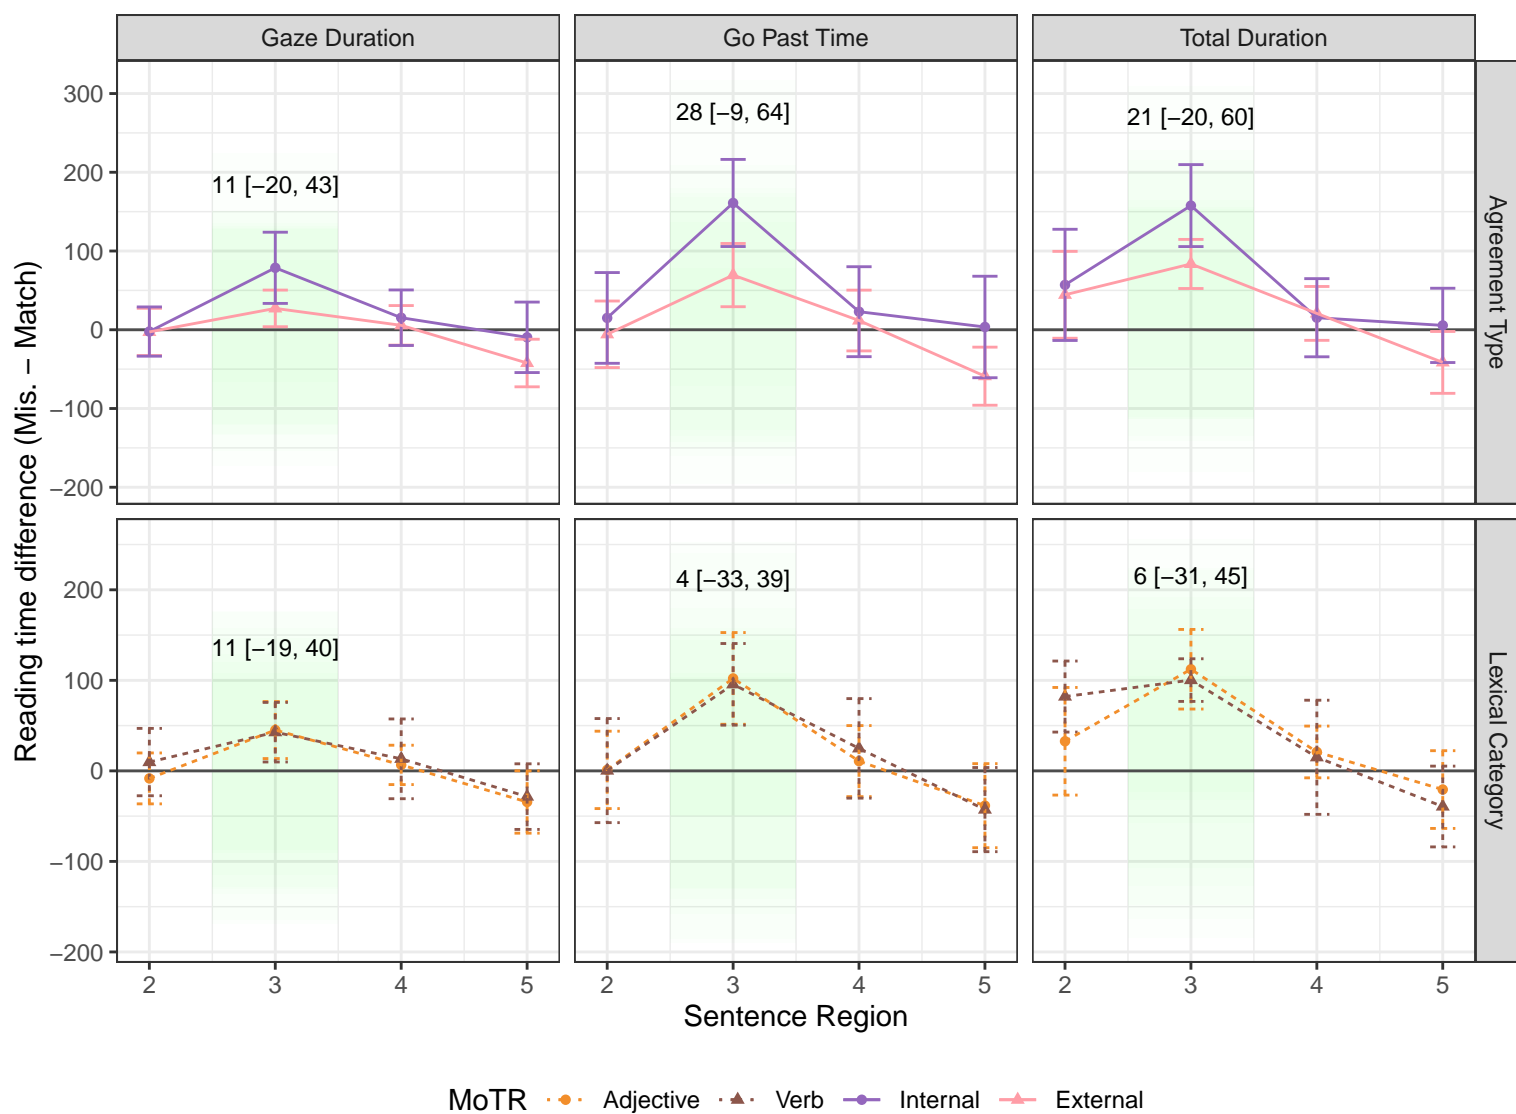 Gaze Duration Go Past Time Total Duration
300
200
100
0
−100
−200
11 [−20, 43]
28 [−9, 64]
21 [−20, 60]
Agreement Type
Reading time difference (Mis. − Match)
200
100
0
−100
−200
11 [−19, 40]
4 [−33, 39]
6 [−31, 45]
Lexical Category
2 3 4 5 2 3 4 5 2 3 4 5
Sentence Region
MoTR Adjective Verb Internal External